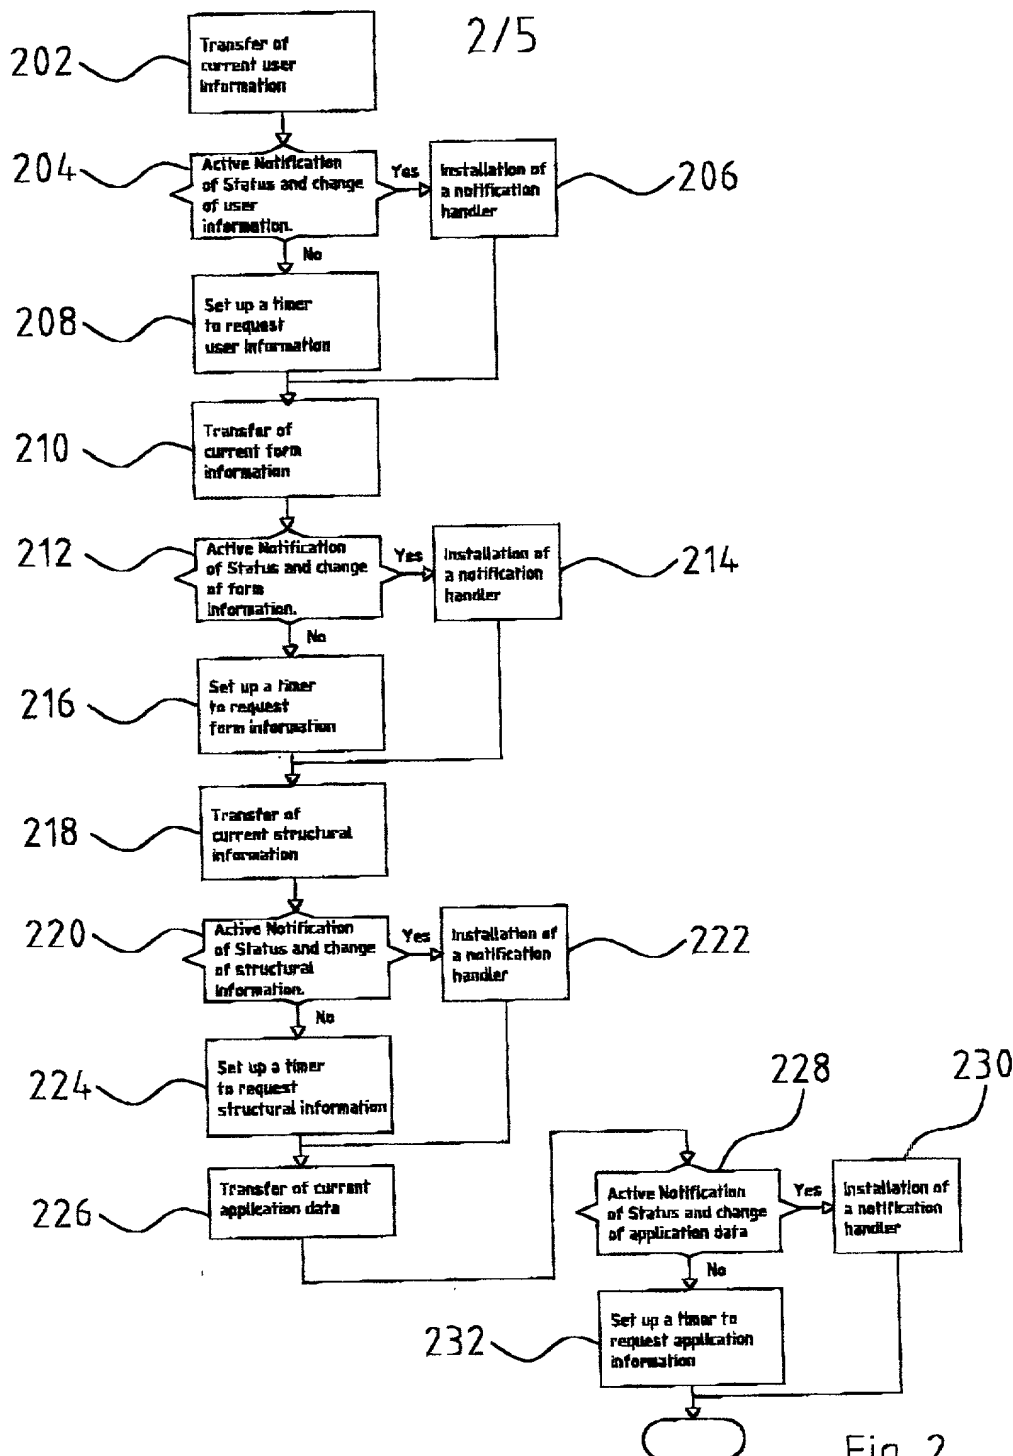 2/5
202
Transfer of
current user
information
204
Active Notification
of Status and change
of user
information.
Yes
Installation of
a notification
handler
206
No
208
Set up a timer
to request
user information
210
Transfer of
current form
information
212
Active Notification
of Status and change
of form
information.
Yes
Installation of
a notification
handler
214
No
216
Set up a timer
to request
form information
218
Transfer of
current structural
information
220
Active Notification
of Status and change
of structural
information.
Yes
Installation of
a notification
handler
222
No
224
Set up a timer
to request
structural information
226
Transfer of current
application data
228
Active Notification
of Status and change
of application data
Yes
230
Installation of
a notification
handler
No
232
Set up a timer to
request application
information
Fig. 2